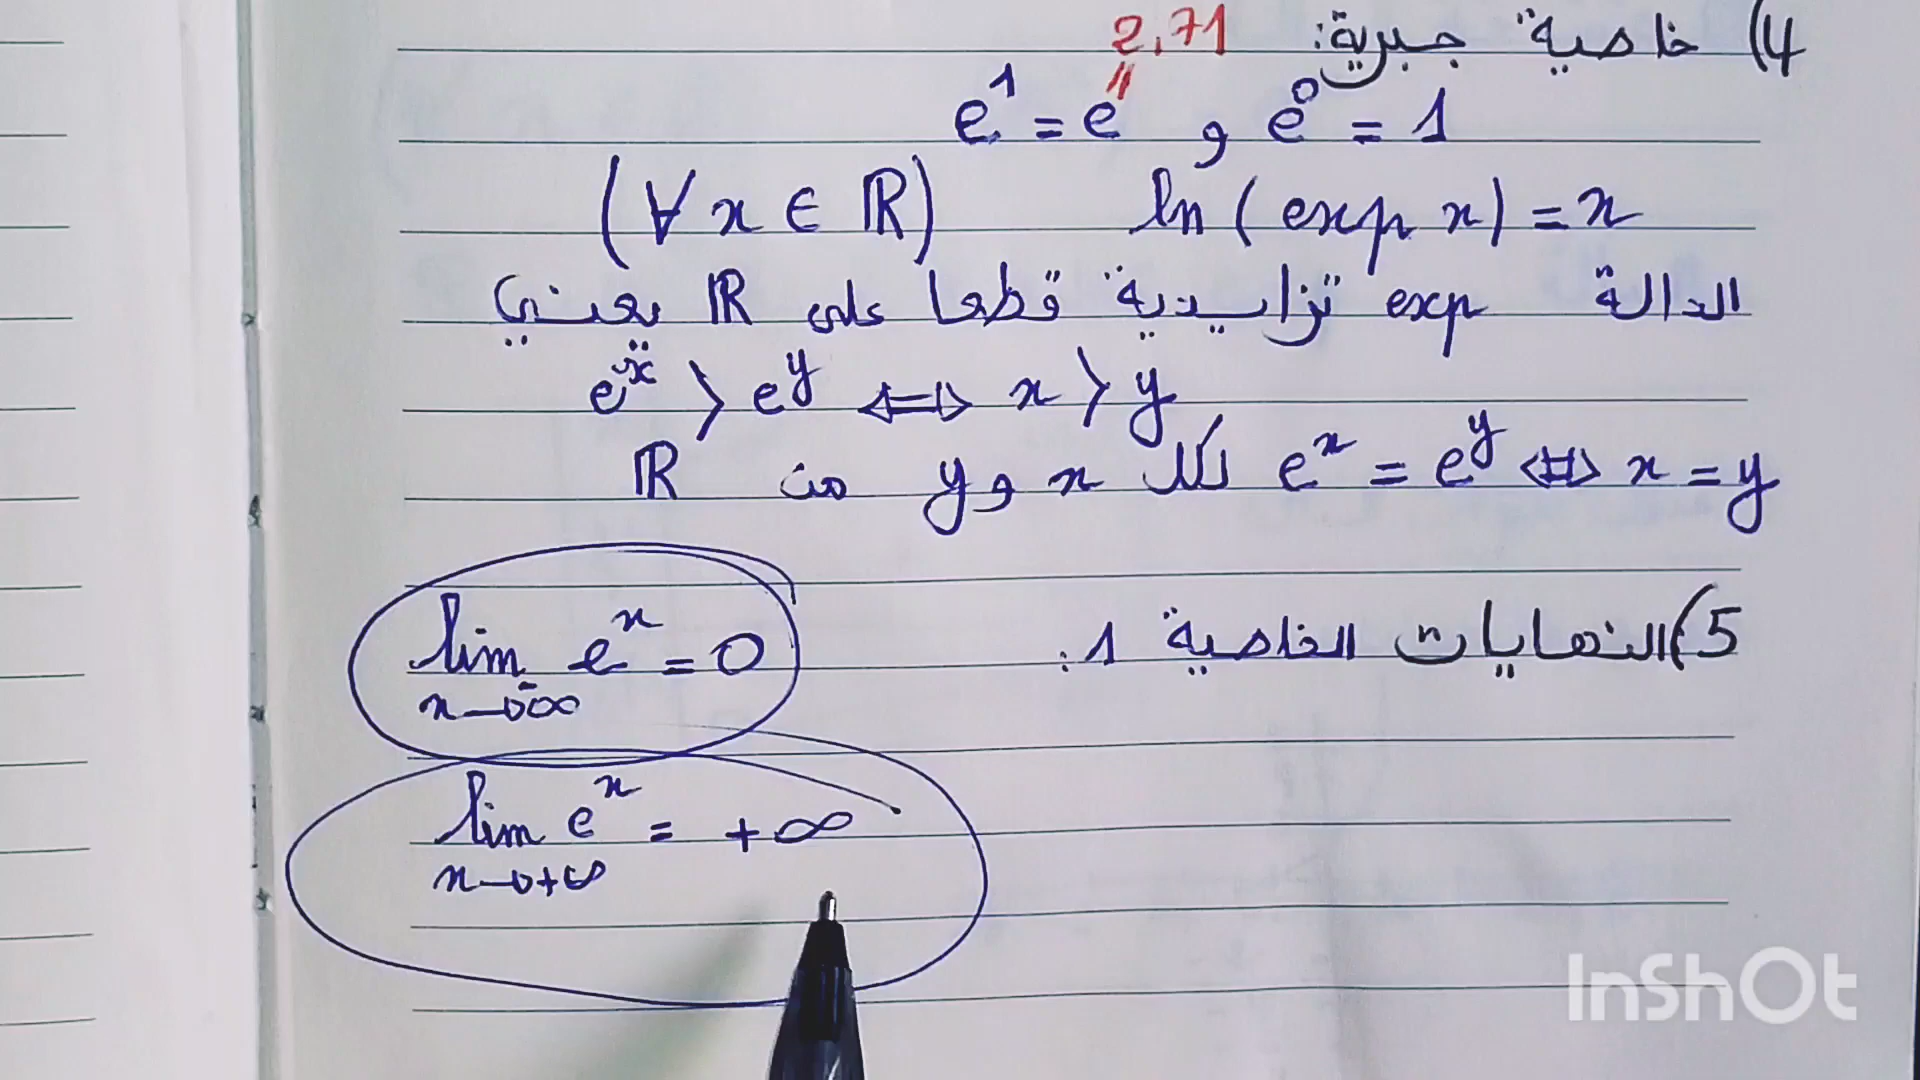 4) خاصية جبرية:
2,71
e^0 = 1 و e^1 = e
(∀ x ∈ ℝ) ln ( exp x) = x
الدالة exp تزايدية قطعا على ℝ يعني
e^x > e^y ⇔ x > y
e^x = e^y ⇔ x = y لكل x و y من ℝ
5) النهايات الخاصية 1:
lim e^x = 0
x→-∞
lim e^x = +∞
x→+∞
InShOt